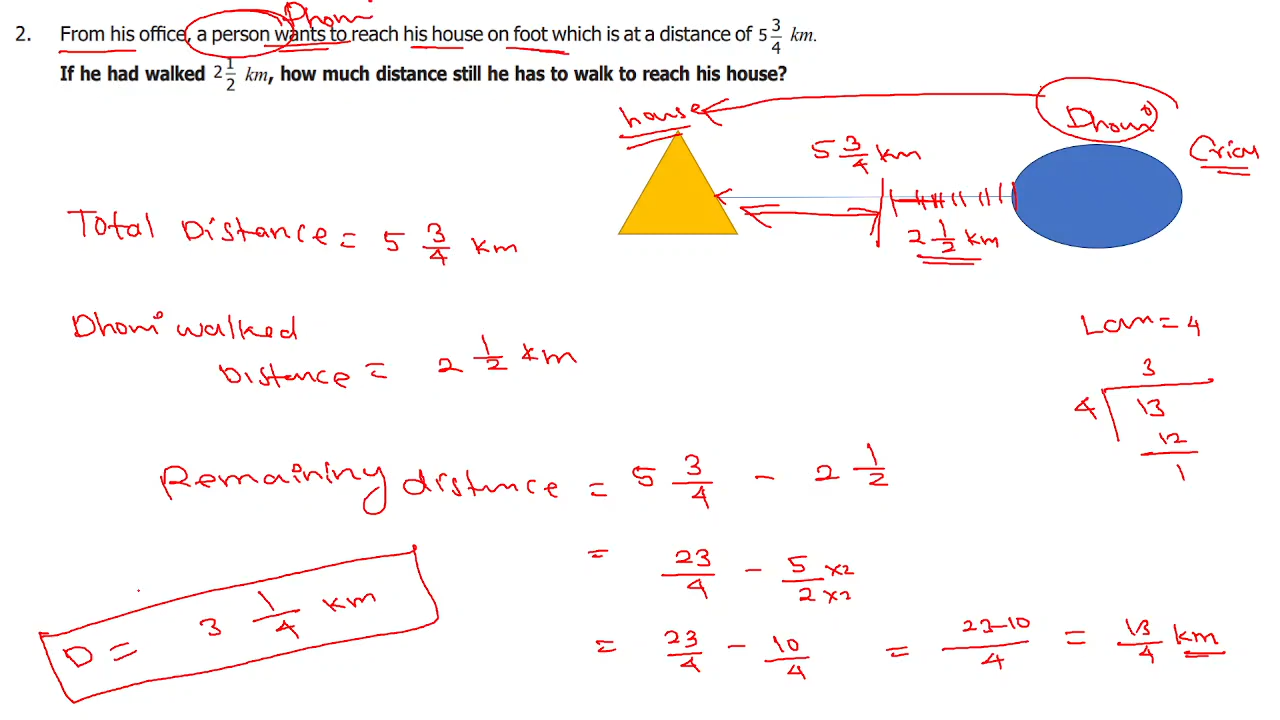 Dhoni
2. From his office, a person wants to reach his house on foot which is at a distance of 5 3/4 km.
If he had walked 2 1/2 km, how much distance still he has to walk to reach his house?
house
Dhoni
5 3/4 km
2 1/2 km
Total Distance = 5 3/4 km
Dhoni walked
Distance = 2 1/2 km
Lcm = 4
3
4 13
12
1
Remaining distance = 5 3/4 - 2 1/2
= 23/4 - 5×2/2×2
= 23/4 - 10/4 = 23-10/4 = 13/4 km
D = 3 1/4 km